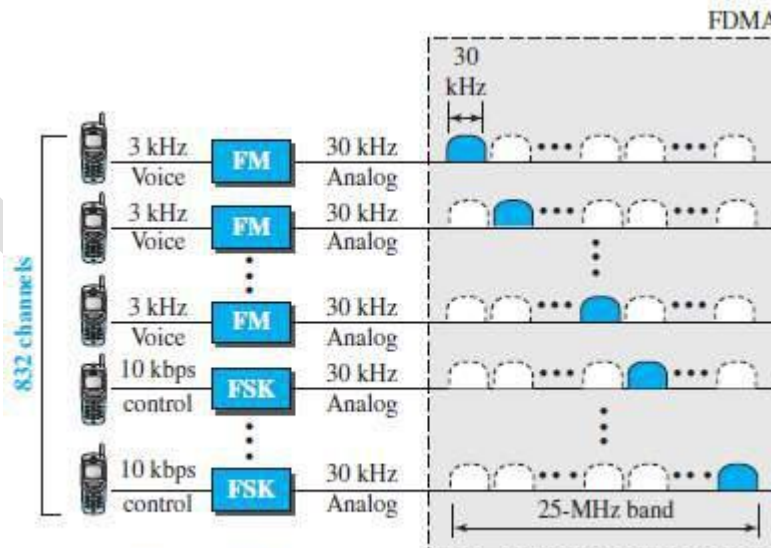 FDMA
30
kHz
3 kHz FM 30 kHz
Voice Analog
3 kHz FM 30 kHz
Voice Analog
3 kHz FM 30 kHz
Voice Analog
10 kbps FSK 30 kHz
control Analog
10 kbps FSK 30 kHz
control Analog
832 channels
25-MHz band